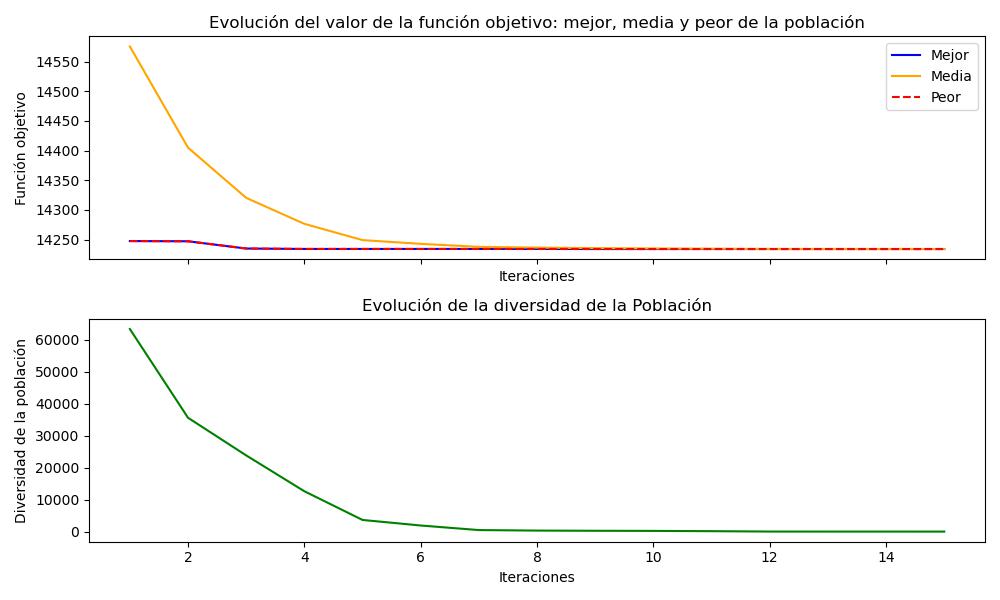 Evolución del valor de la función objetivo: mejor, media y peor de la población
14550
14500
14450
14400
14350
14300
14250
Función objetivo
Mejor
Media
Peor
Iteraciones
Evolución de la diversidad de la Población
60000
50000
40000
30000
20000
10000
0
Diversidad de la población
2 4 6 8 10 12 14
Iteraciones